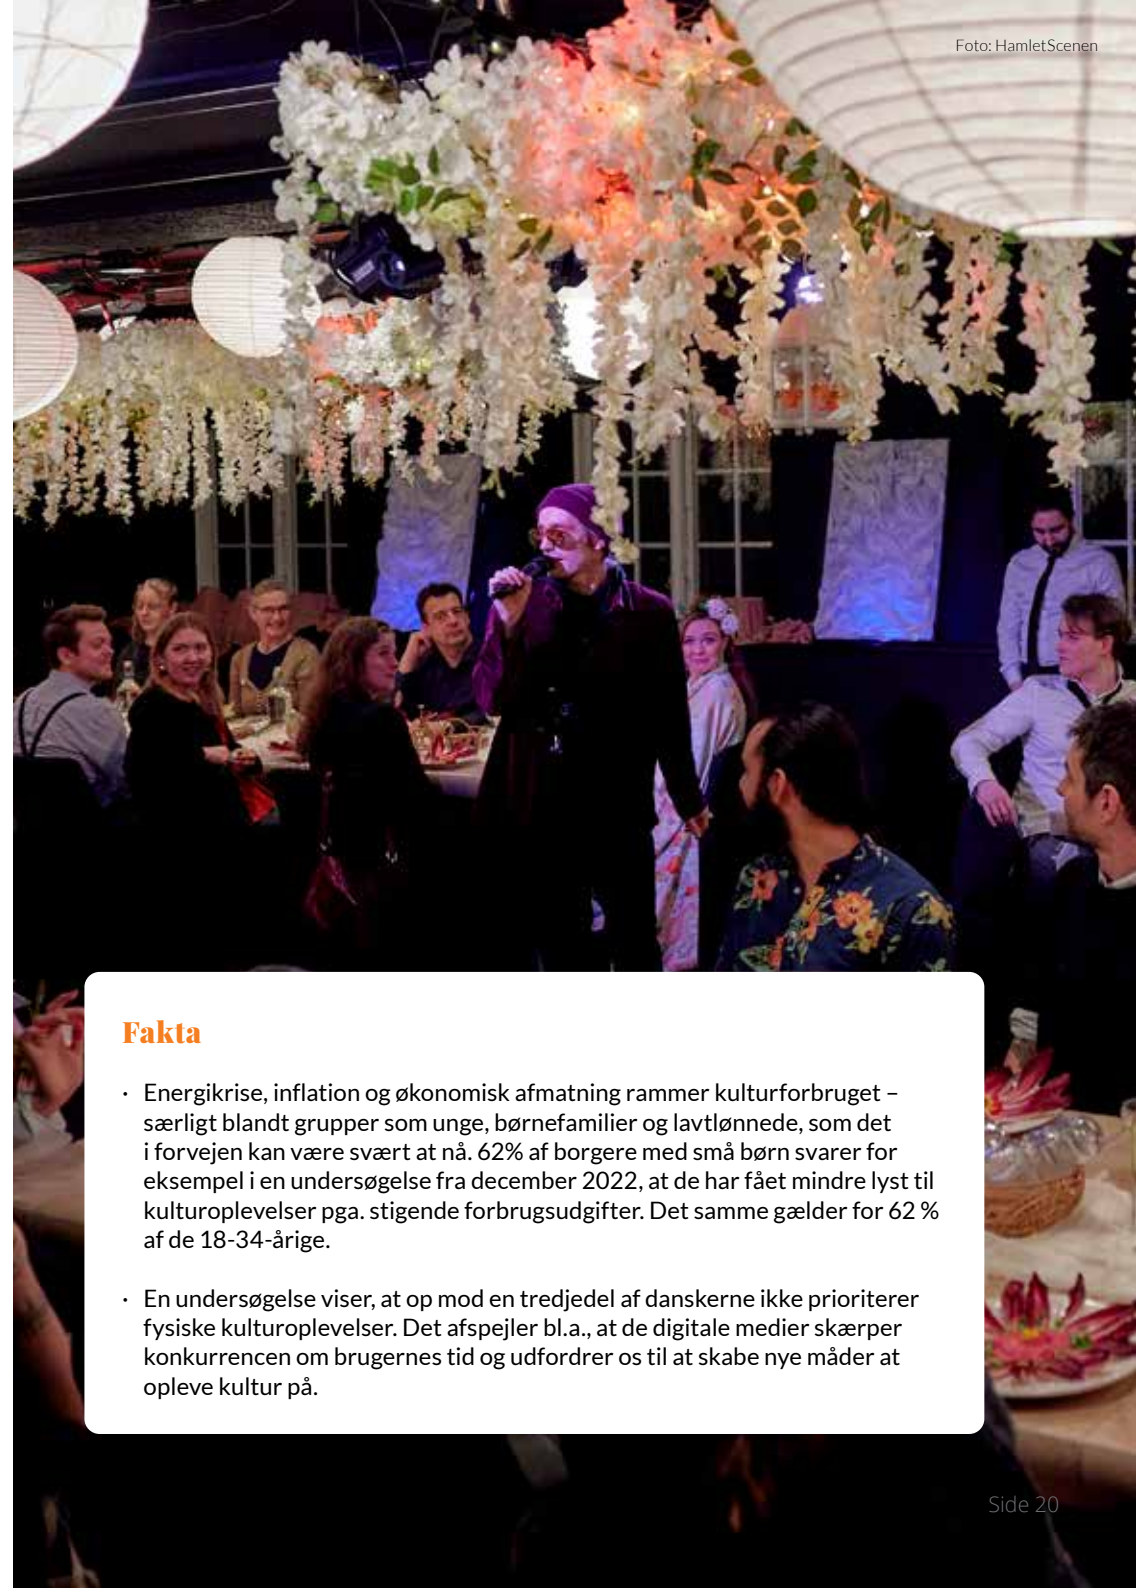 Foto: HamletScenen
Fakta
· Energikrise, inflation og økonomisk afmatning rammer kulturforbruget –
særligt blandt grupper som unge, børnefamilier og lavtlønnede, som det
i forvejen kan være svært at nå. 62% af borgere med små børn svarer for
eksempel i en undersøgelse fra december 2022, at de har fået mindre lyst til
kulturoplevelser pga. stigende forbrugsudgifter. Det samme gælder for 62 %
af de 18-34-årige.
· En undersøgelse viser, at op mod en tredjedel af danskerne ikke prioriterer
fysiske kulturoplevelser. Det afspejler bl.a., at de digitale medier skærper
konkurrencen om brugernes tid og udfordrer os til at skabe nye måder at
opleve kultur på.
Side 20